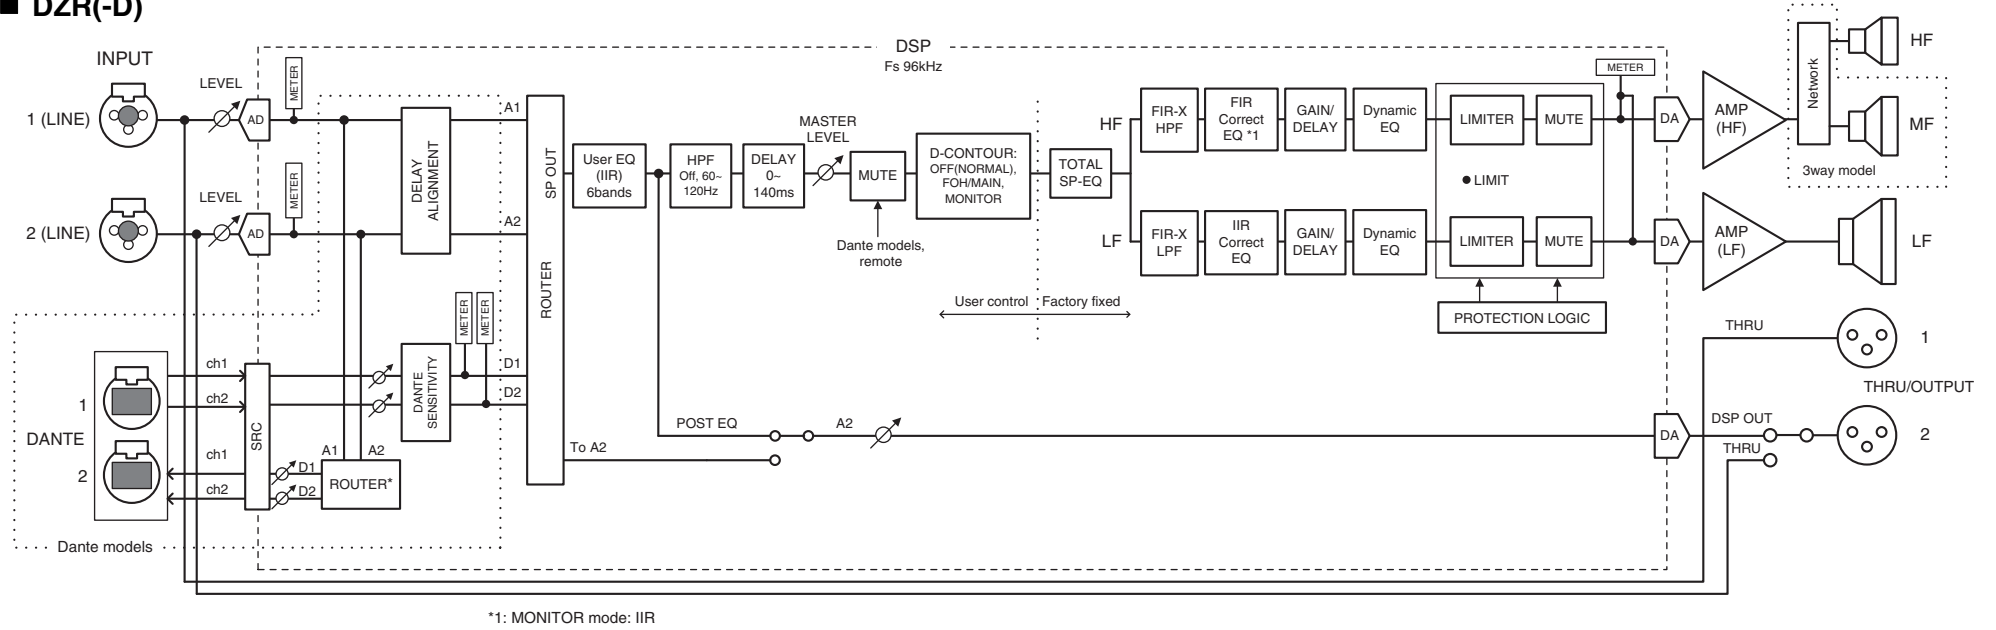 ■ DZR(-D)
DSP
Fs 96kHz
INPUT
LEVEL
METER
1 (LINE)
AD
LEVEL
METER
2 (LINE)
AD
DELAY
ALIGNMENT
A1
A2
SP OUT
ROUTER
User EQ
(IIR)
6bands
HPF
Off, 60~
120Hz
DELAY
0~
140ms
MASTER
LEVEL
MUTE
Dante models,
remote
D-CONTOUR:
OFF(NORMAL),
FOH/MAIN,
MONITOR
User control
Factory fixed
TOTAL
SP-EQ
HF
FIR-X
HPF
FIR
Correct
EQ *1
GAIN/
DELAY
Dynamic
EQ
LIMITER
MUTE
METER
DA
AMP
(HF)
Network
HF
MF
3way model
● LIMIT
LF
FIR-X
LPF
IIR
Correct
EQ
GAIN/
DELAY
Dynamic
EQ
LIMITER
MUTE
DA
AMP
(LF)
LF
PROTECTION LOGIC
DANTE
1
2
ch1
ch2
ch1
ch2
SRC
DANTE
SENSITIVITY
METER
METER
D1
D2
A1
A2
D1
D2
ROUTER*
Dante models
POST EQ
A2
To A2
DA
THRU
1
THRU/OUTPUT
DSP OUT
THRU
2
*1: MONITOR mode: IIR